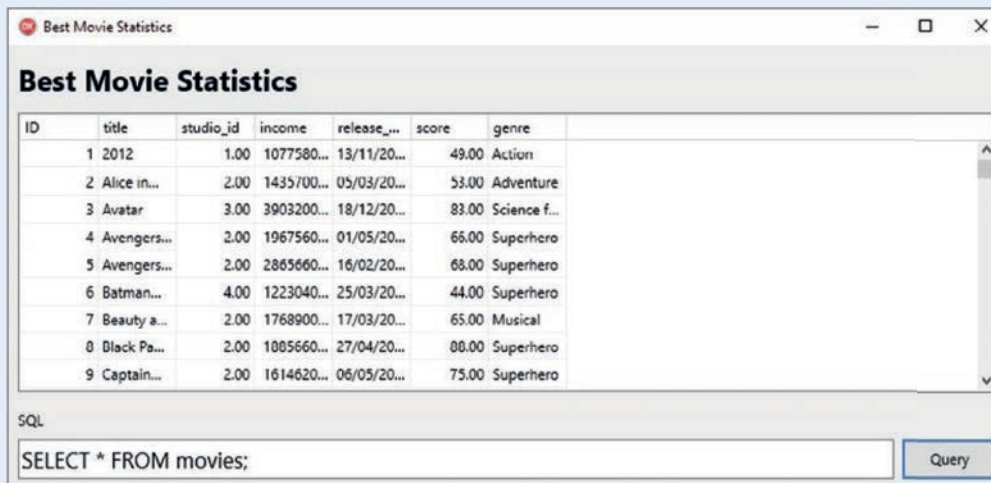 Best Movie Statistics
Best Movie Statistics
ID title studio_id income release_... score genre
1 2012 1.00 1077580... 13/11/20... 49.00 Action
2 Alice in... 2.00 1435700... 05/03/20... 53.00 Adventure
3 Avatar 3.00 3903200... 18/12/20... 83.00 Science f...
4 Avengers... 2.00 1967560... 01/05/20... 66.00 Superhero
5 Avengers... 2.00 2865660... 16/02/20... 68.00 Superhero
6 Batman... 4.00 1223040... 25/03/20... 44.00 Superhero
7 Beauty a... 2.00 1768900... 17/03/20... 65.00 Musical
8 Black Pa... 2.00 1885660... 27/04/20... 88.00 Superhero
9 Captain... 2.00 1614620... 06/05/20... 75.00 Superhero
SQL
SELECT * FROM movies;
Query